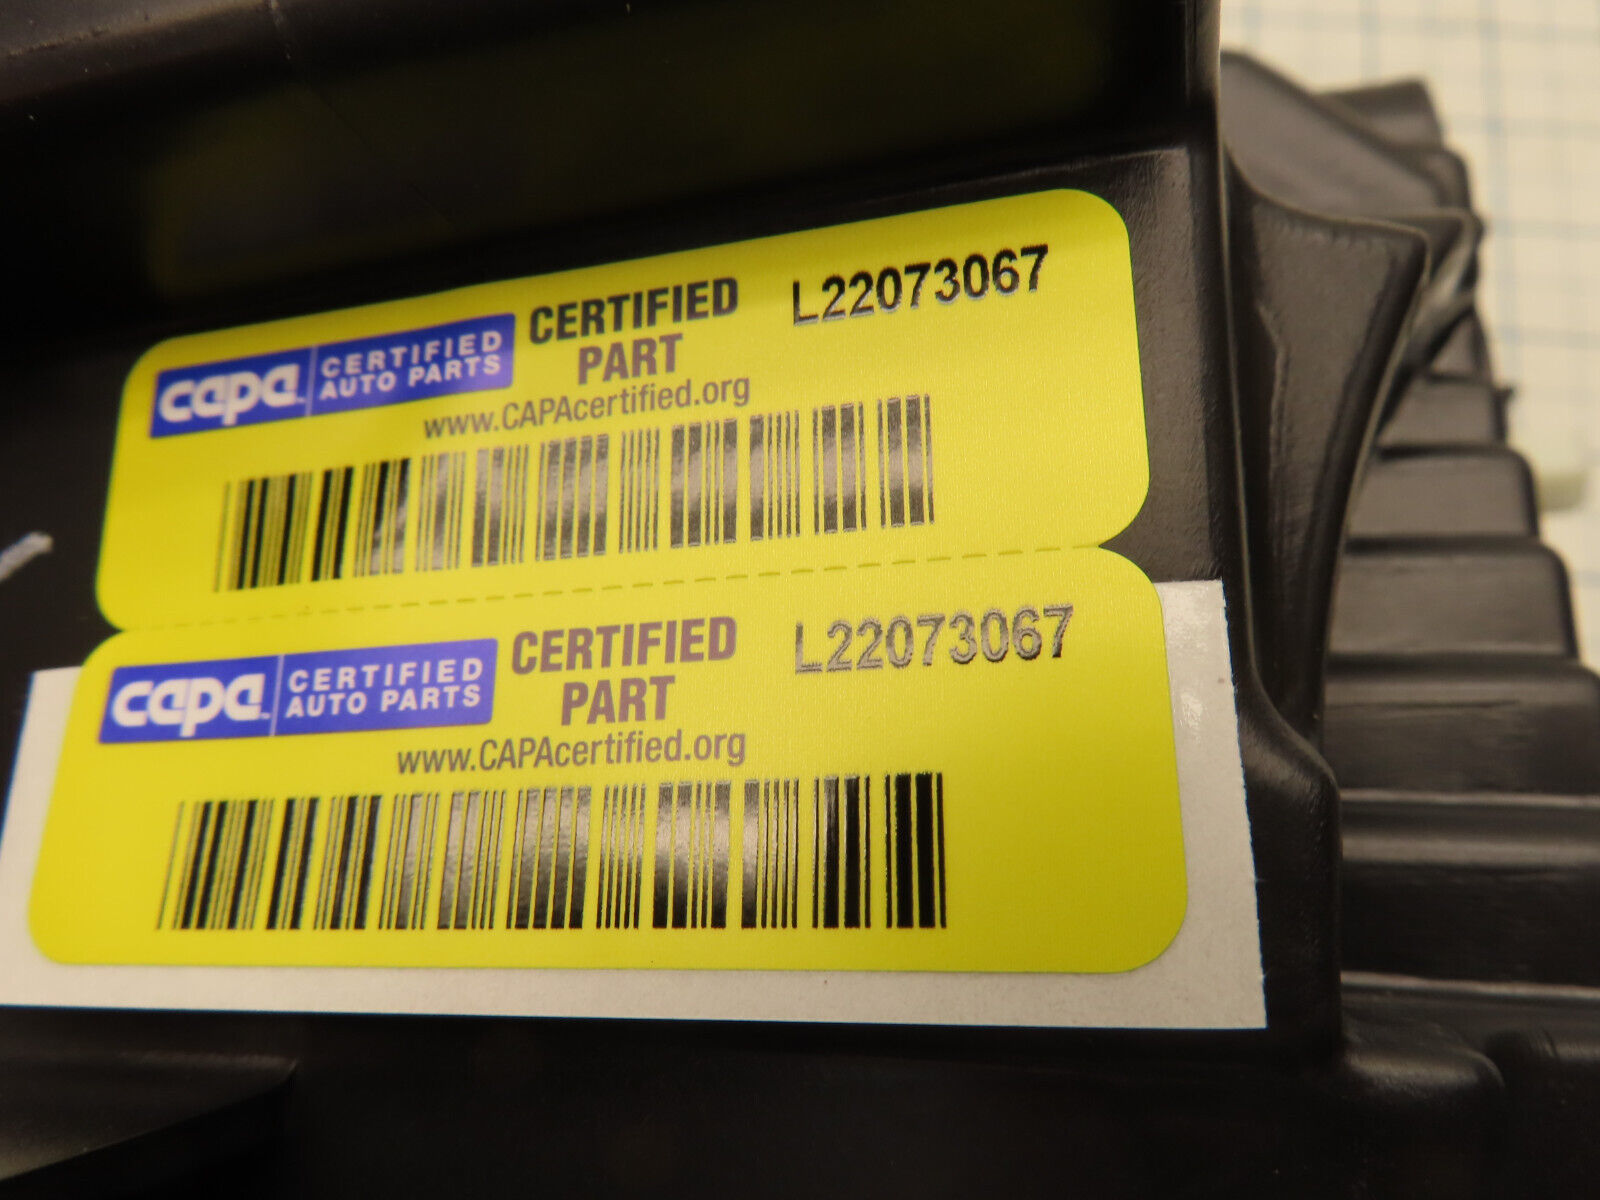 capa CERTIFIED AUTO PARTS
CERTIFIED PART
L22073067
www.CAPAcertified.org
capa CERTIFIED AUTO PARTS
CERTIFIED PART
L22073067
www.CAPAcertified.org